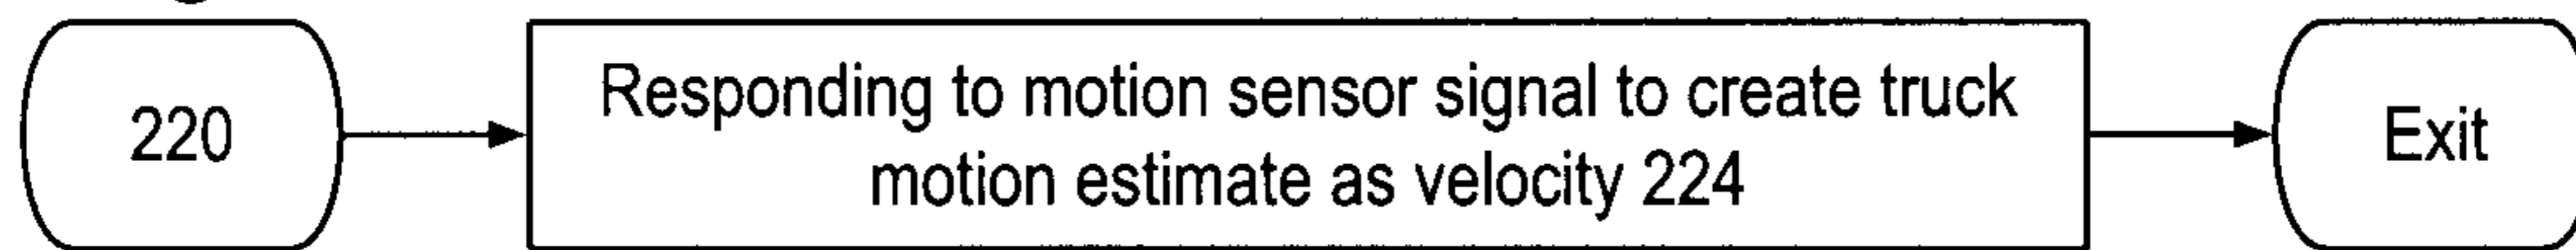 220
Responding to motion sensor signal to create truck
motion estimate as velocity 224
Exit